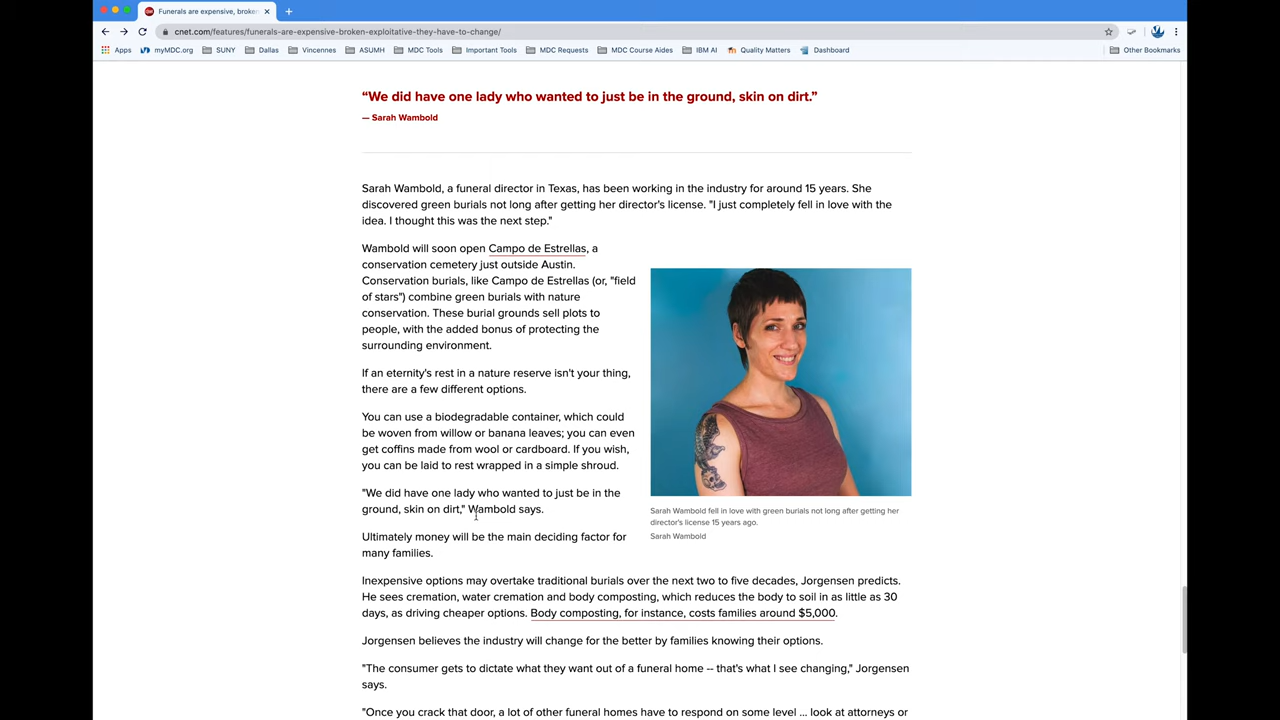 Funerals are expensive, broke
cnet.com/features/funerals-are-expensive-broken-exploitative-they-have-to-change/
Apps myMDC.org SUNY Dallas Vincennes ASUMH MDC Tools Important Tools MDC Requests MDC Course Aides IBM AI Quality Matters Dashboard Other Bookmarks
“We did have one lady who wanted to just be in the ground, skin on dirt.”
— Sarah Wambold
Sarah Wambold, a funeral director in Texas, has been working in the industry for around 15 years. She
discovered green burials not long after getting her director's license. "I just completely fell in love with the
idea. I thought this was the next step."
Wambold will soon open Campo de Estrellas, a
conservation cemetery just outside Austin.
Conservation burials, like Campo de Estrellas (or, "field
of stars") combine green burials with nature
conservation. These burial grounds sell plots to
people, with the added bonus of protecting the
surrounding environment.
If an eternity's rest in a nature reserve isn't your thing,
there are a few different options.
You can use a biodegradable container, which could
be woven from willow or banana leaves; you can even
get coffins made from wool or cardboard. If you wish,
you can be laid to rest wrapped in a simple shroud.
"We did have one lady who wanted to just be in the
ground, skin on dirt," Wambold says.
Sarah Wambold fell in love with green burials not long after getting her
director's license 15 years ago.
Sarah Wambold
Ultimately money will be the main deciding factor for
many families.
Inexpensive options may overtake traditional burials over the next two to five decades, Jorgensen predicts.
He sees cremation, water cremation and body composting, which reduces the body to soil in as little as 30
days, as driving cheaper options. Body composting, for instance, costs families around $5,000.
Jorgensen believes the industry will change for the better by families knowing their options.
"The consumer gets to dictate what they want out of a funeral home -- that's what I see changing," Jorgensen
says.
"Once you crack that door, a lot of other funeral homes have to respond on some level ... look at attorneys or